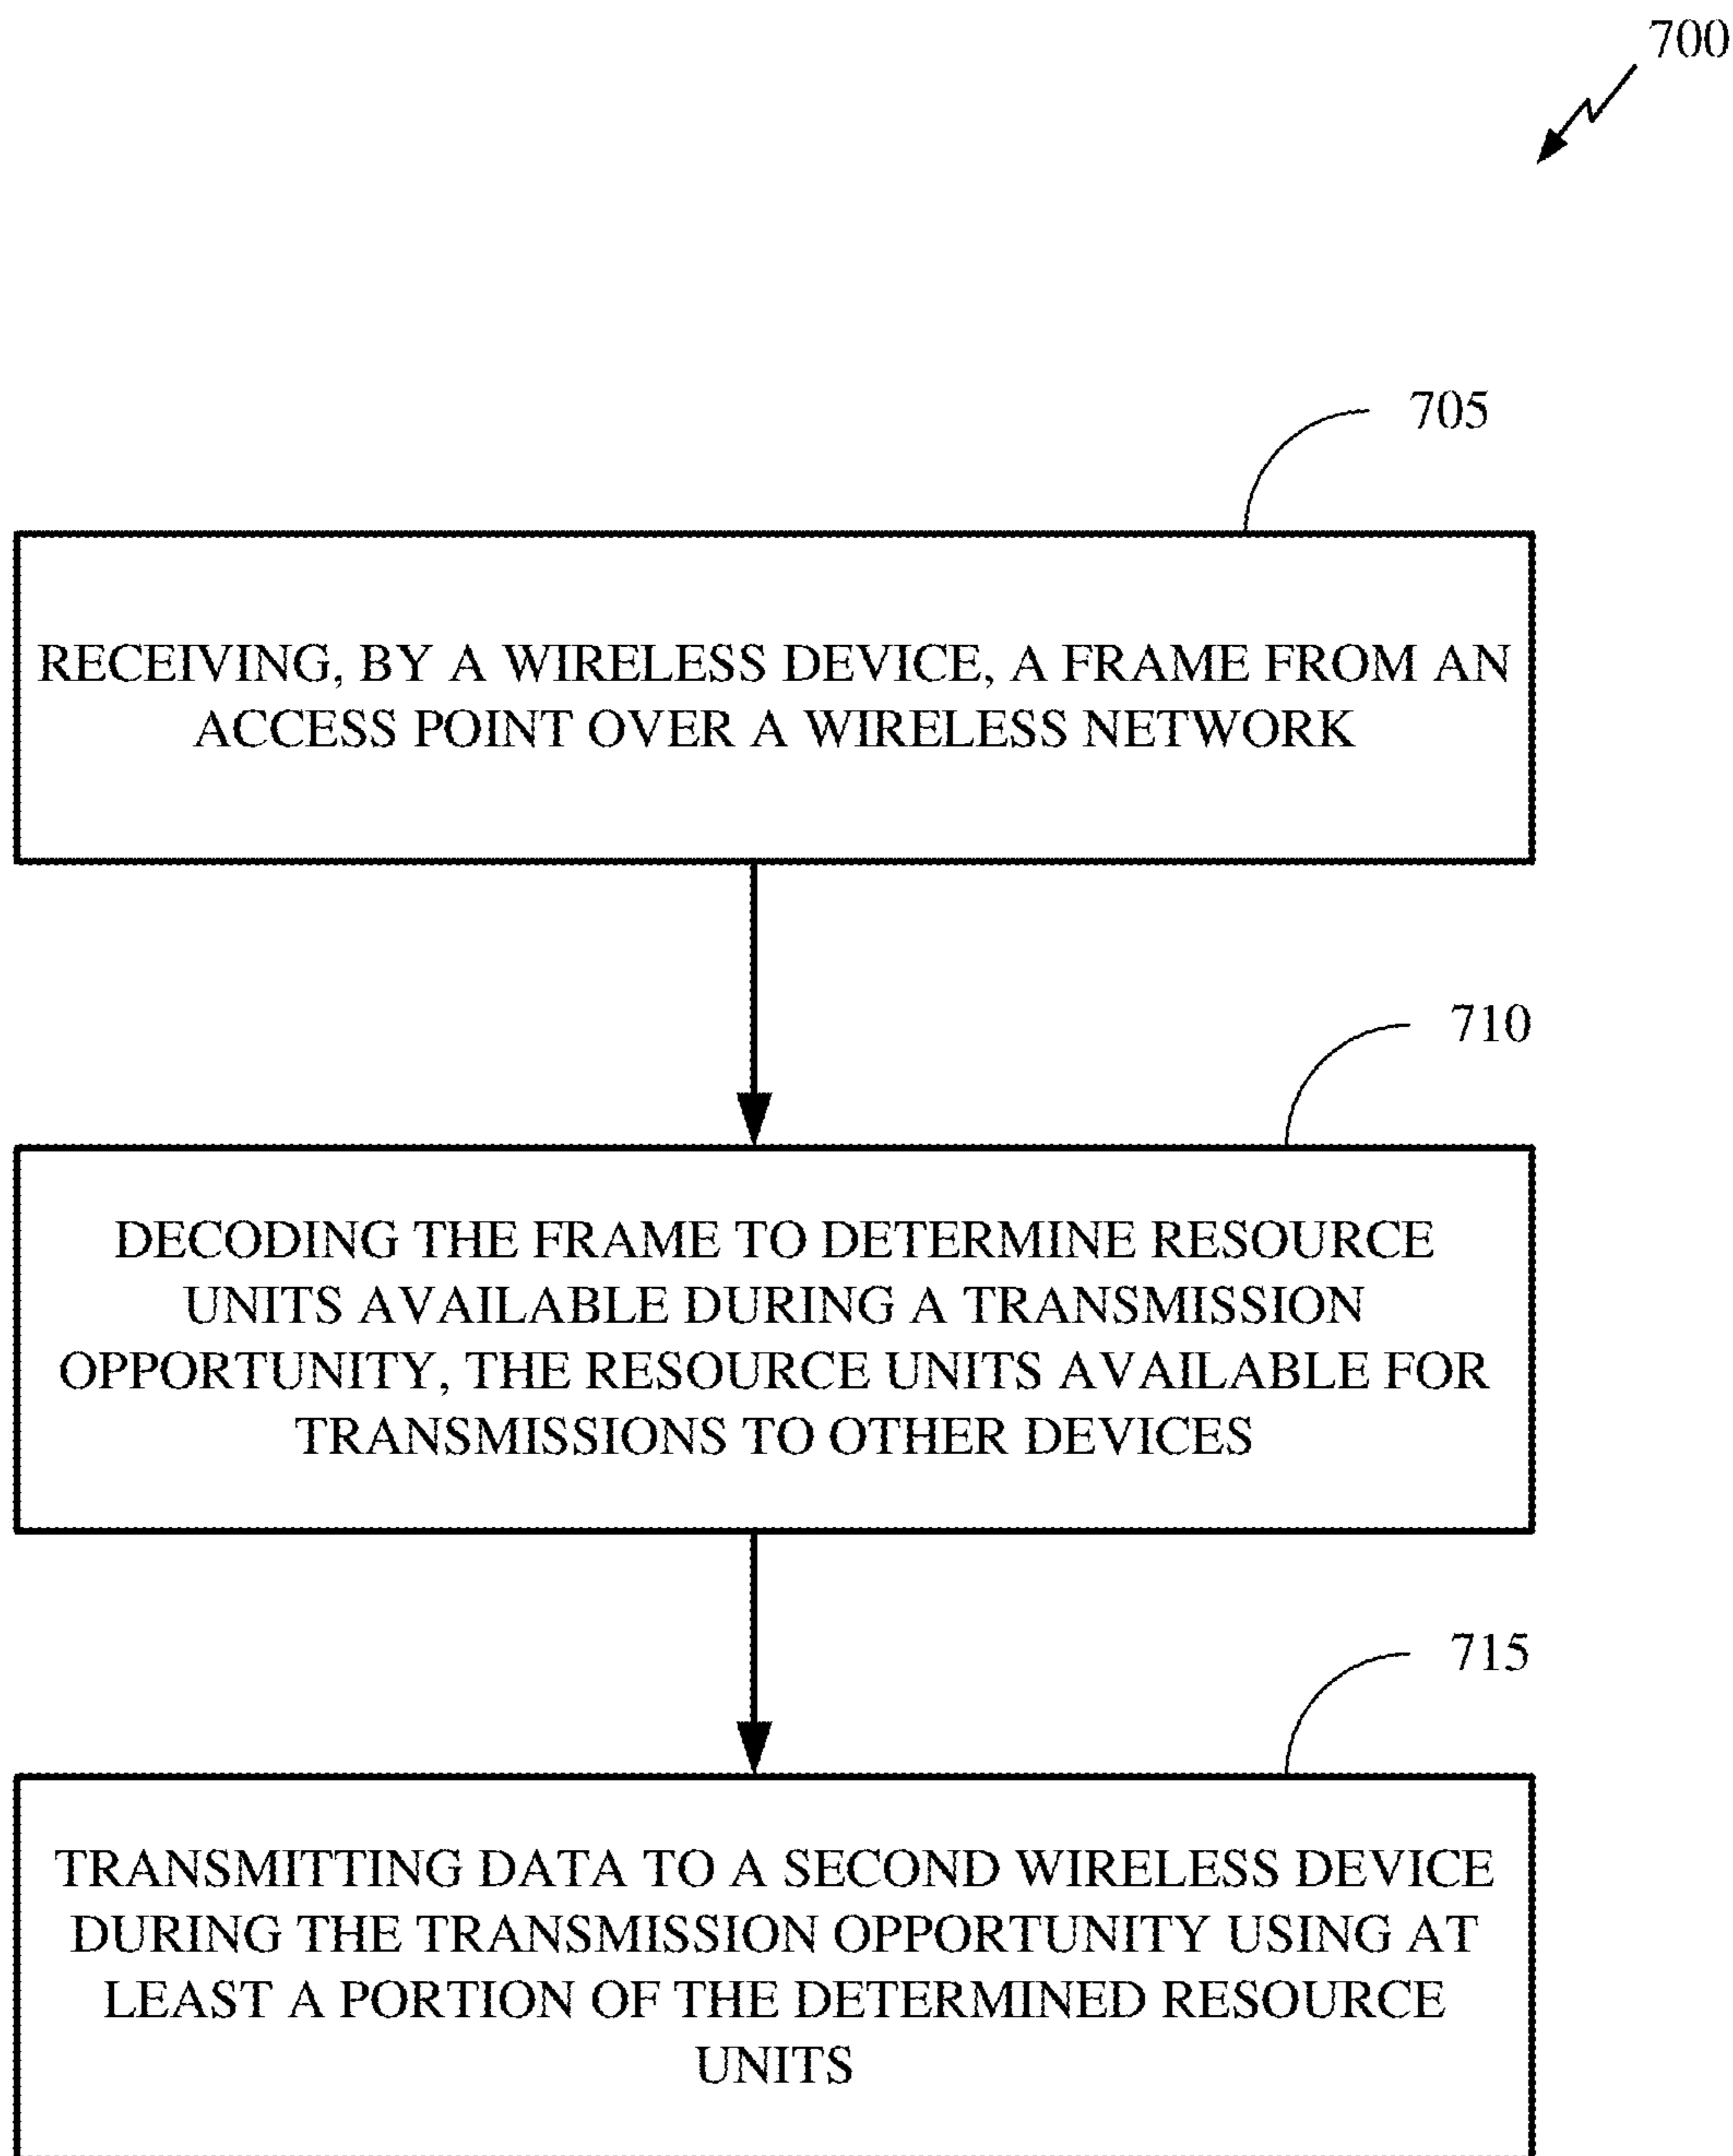 700
705
RECEIVING, BY A WIRELESS DEVICE, A FRAME FROM AN
ACCESS POINT OVER A WIRELESS NETWORK
710
DECODING THE FRAME TO DETERMINE RESOURCE
UNITS AVAILABLE DURING A TRANSMISSION
OPPORTUNITY, THE RESOURCE UNITS AVAILABLE FOR
TRANSMISSIONS TO OTHER DEVICES
715
TRANSMITTING DATA TO A SECOND WIRELESS DEVICE
DURING THE TRANSMISSION OPPORTUNITY USING AT
LEAST A PORTION OF THE DETERMINED RESOURCE
UNITS